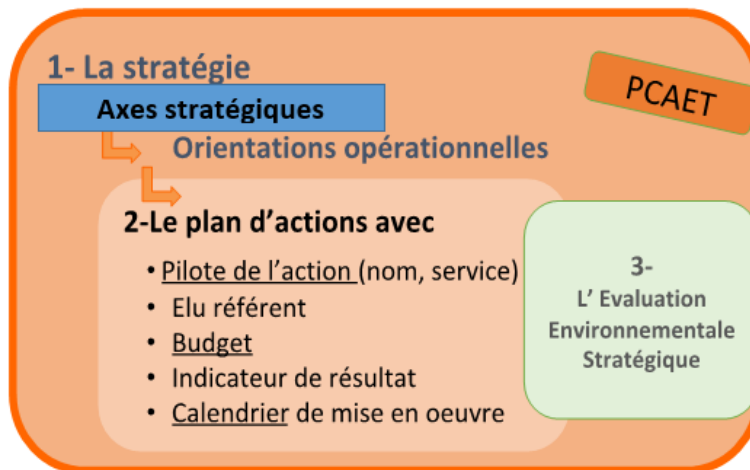 1- La stratégie
PCAET
Axes stratégiques
Orientations opérationnelles
2-Le plan d'actions avec
• Pilote de l'action (nom, service)
• Elu référent
• Budget
• Indicateur de résultat
• Calendrier de mise en oeuvre
3-
L' Evaluation
Environnementale
Stratégique